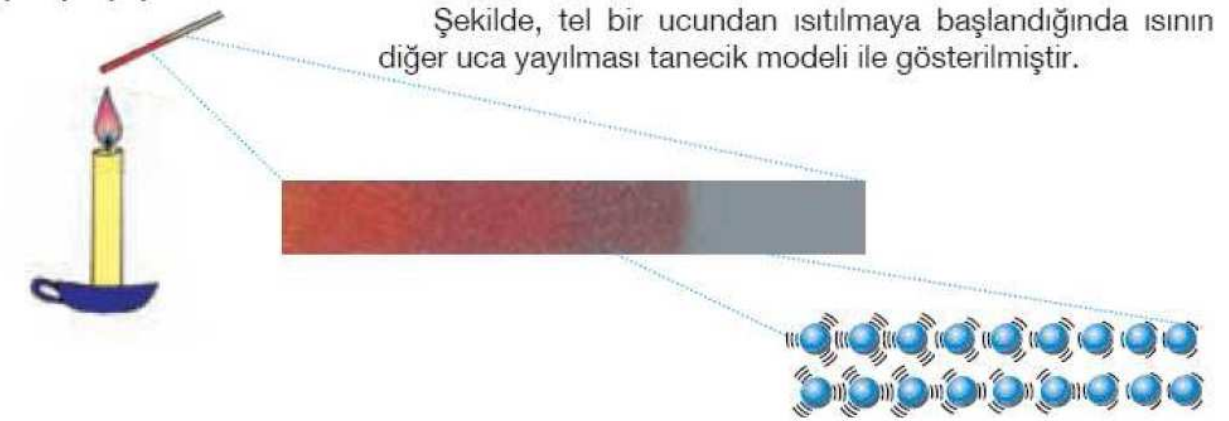 Şekilde, tel bir ucundan ısıtılmaya başlandığında ısının
diğer uca yayılması tanecik modeli ile gösterilmiştir.